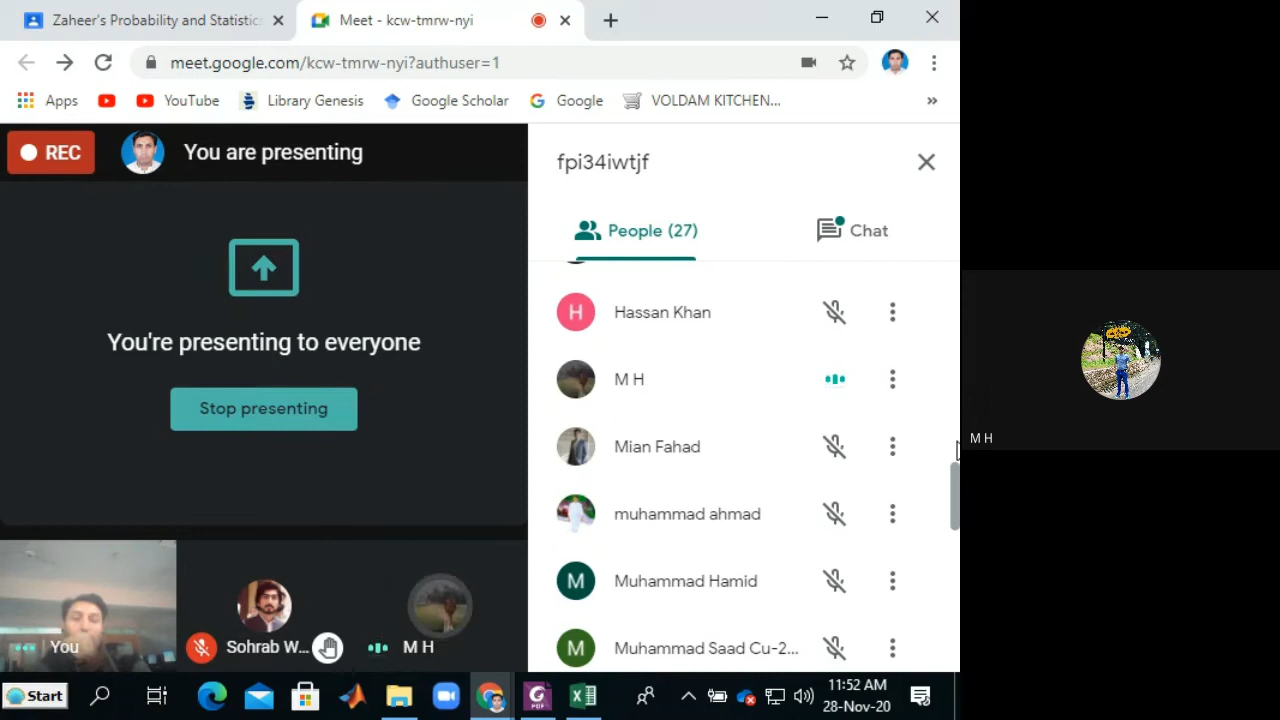 Zaheer's Probability and Statistic
Meet - kcw-tmrw-nyi
meet.google.com/kcw-tmrw-nyi?authuser=1
Apps
YouTube
Library Genesis
Google Scholar
Google
VOLDAM KITCHEN...
REC
You are presenting
fpi34iwtjf
People (27)
Chat
You're presenting to everyone
Stop presenting
Hassan Khan
M H
Mian Fahad
muhammad ahmad
Muhammad Hamid
Muhammad Saad Cu-2...
You
Sohrab W...
M H
M H
Start
11:52 AM
28-Nov-20